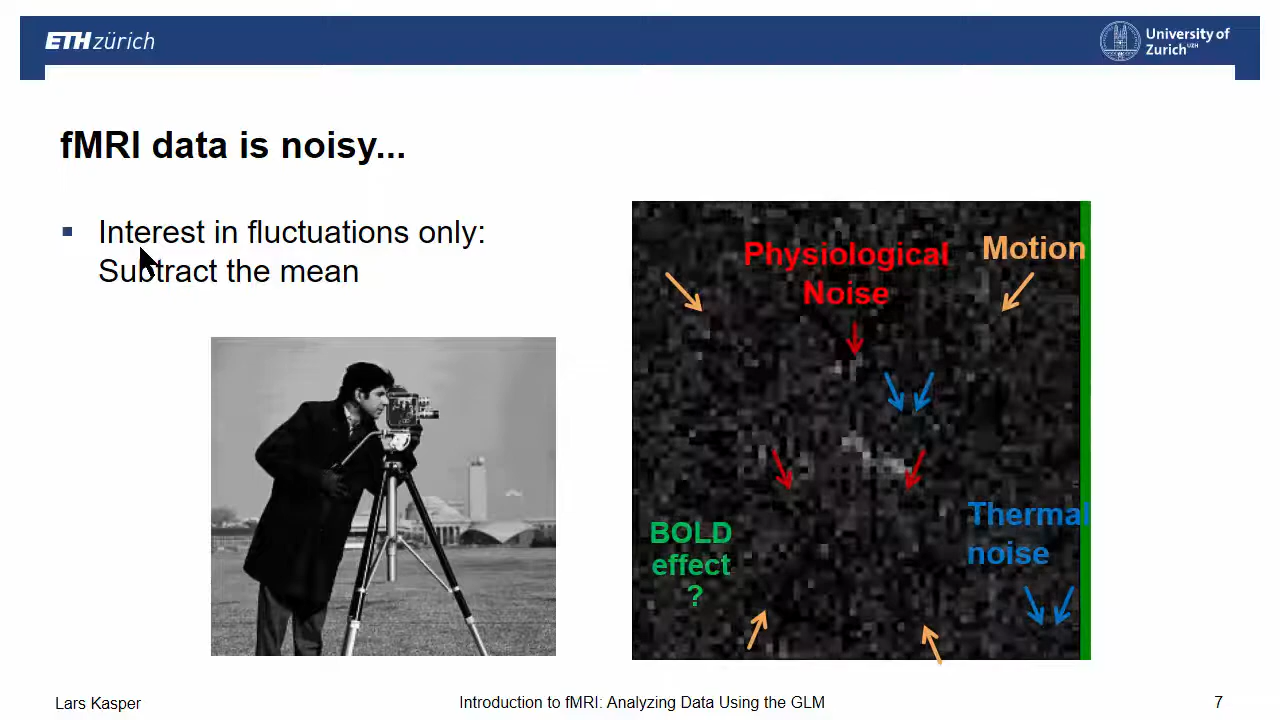 ETH zürich
University of
Zurich UZH
fMRI data is noisy...
Interest in fluctuations only:
Subtract the mean
Physiological
Noise
Motion
Thermal
noise
BOLD
effect
?
Lars Kasper
Introduction to fMRI: Analyzing Data Using the GLM
7